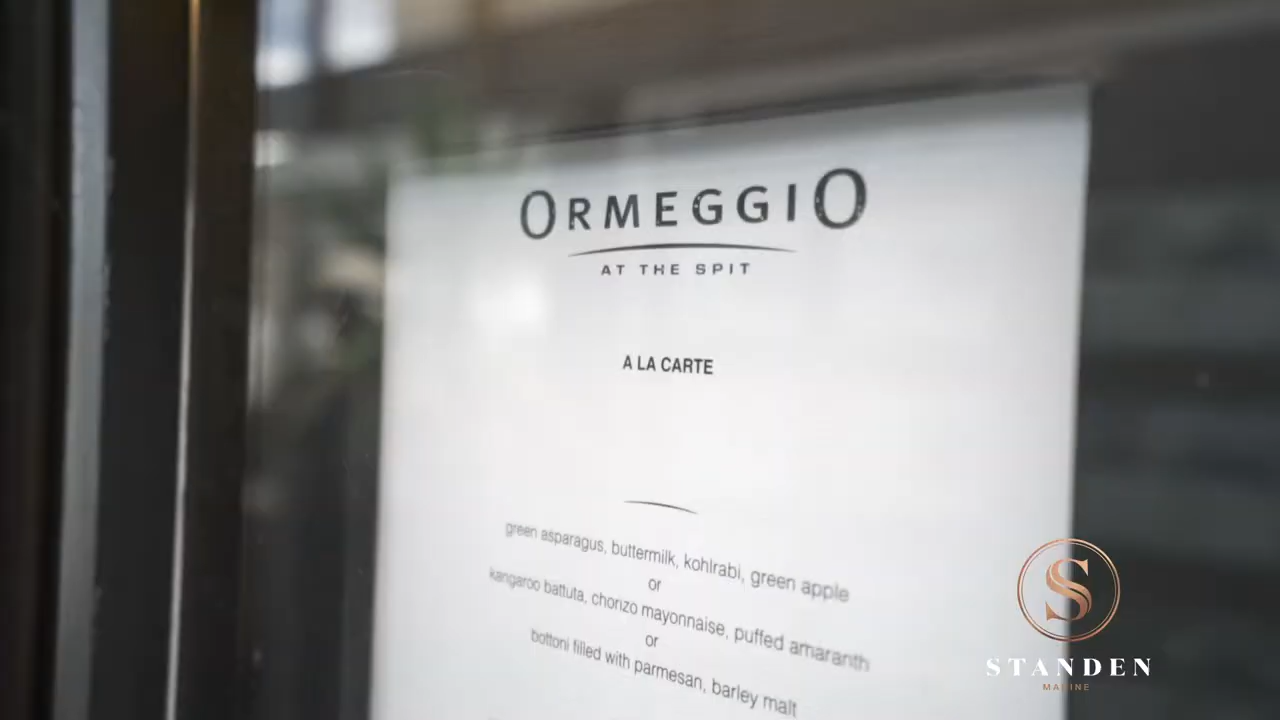 ORMEGGIO
AT THE SPIT
A LA CARTE
green asparagus, buttermilk, kohlrabi, green apple
or
kangaroo battuta, chorizo mayonnaise, puffed amaranth
or
bottoni filled with parmesan, barley malt
S
STANDEN
MARINE